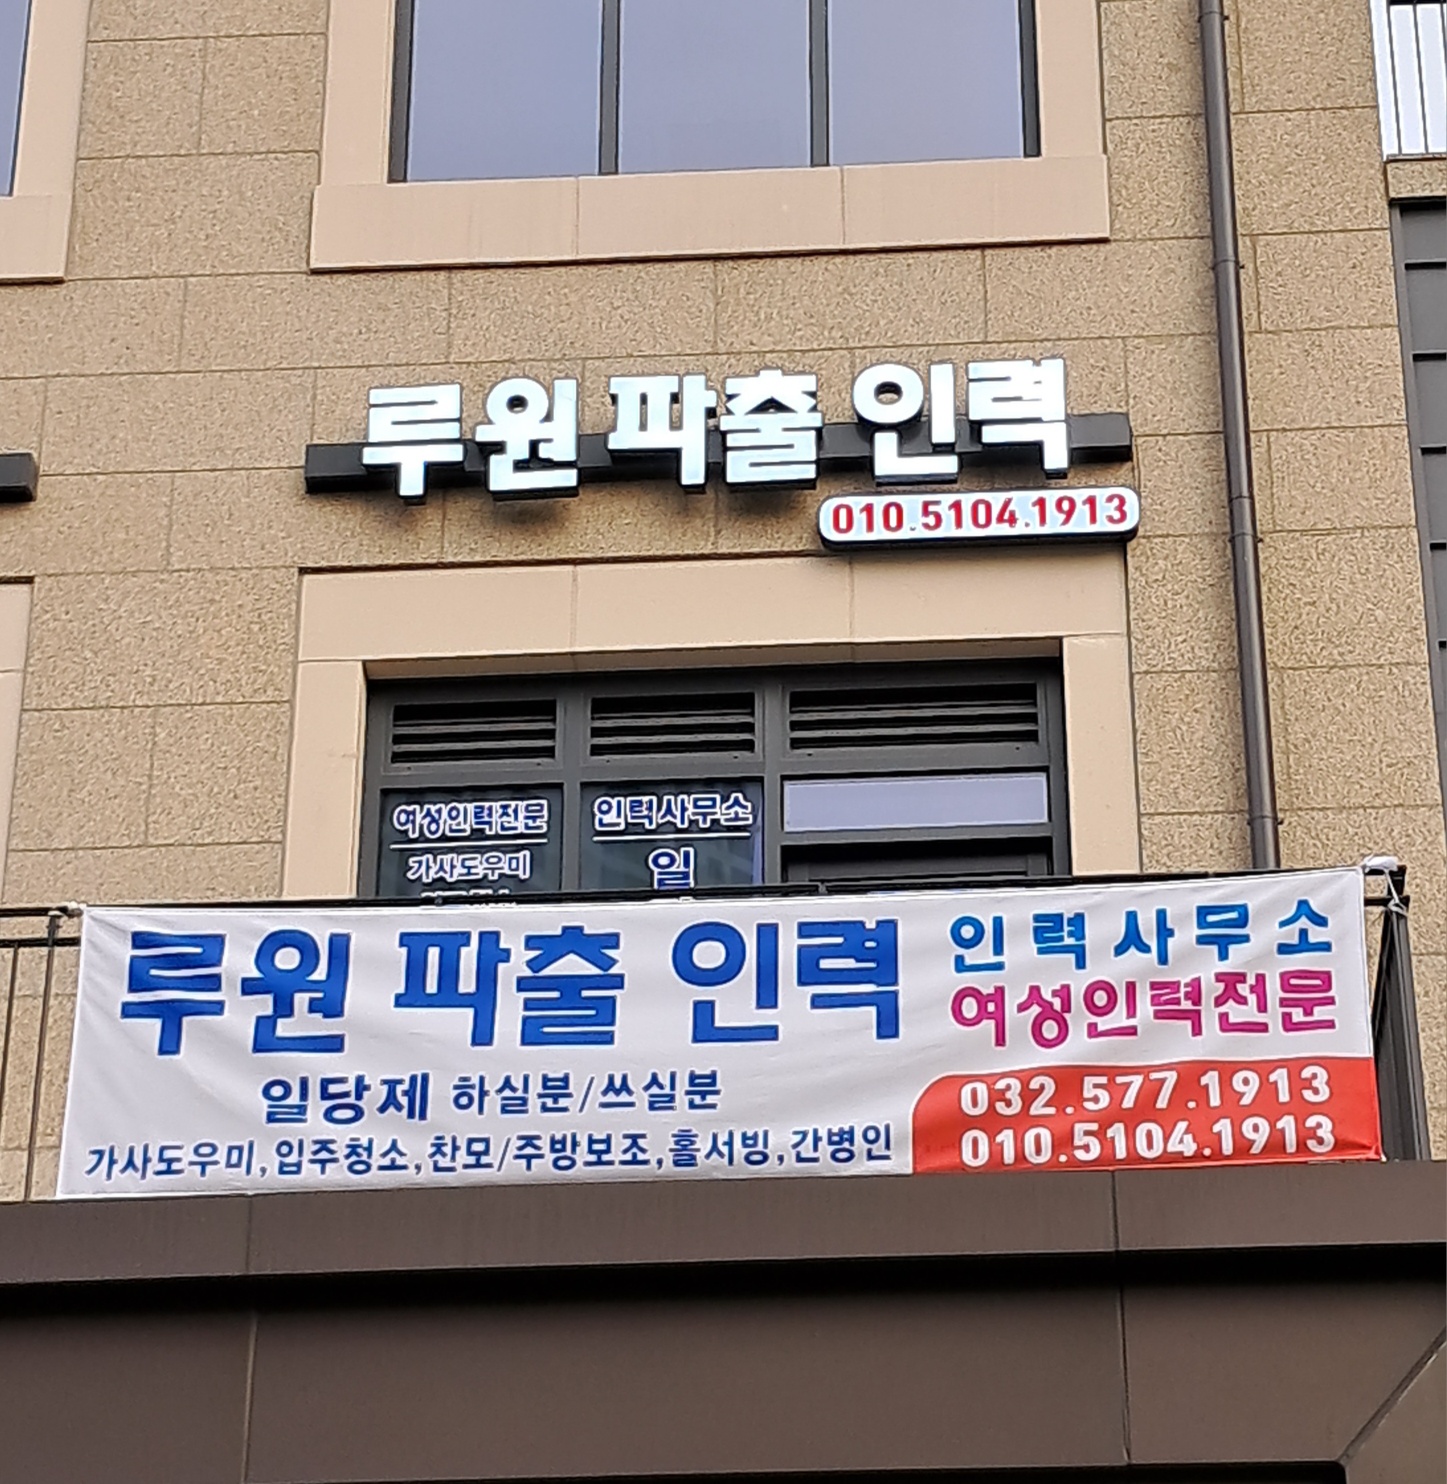 루원 파출 인력
010.5104.1913
여성인력전문
가사도우미
인력사무소
일
루원 파출 인력
인력사무소
여성인력전문
일당제 하실분/쓰실분
가사도우미,입주청소,찬모/주방보조,홀서빙,간병인
032.577.1913
010.5104.1913